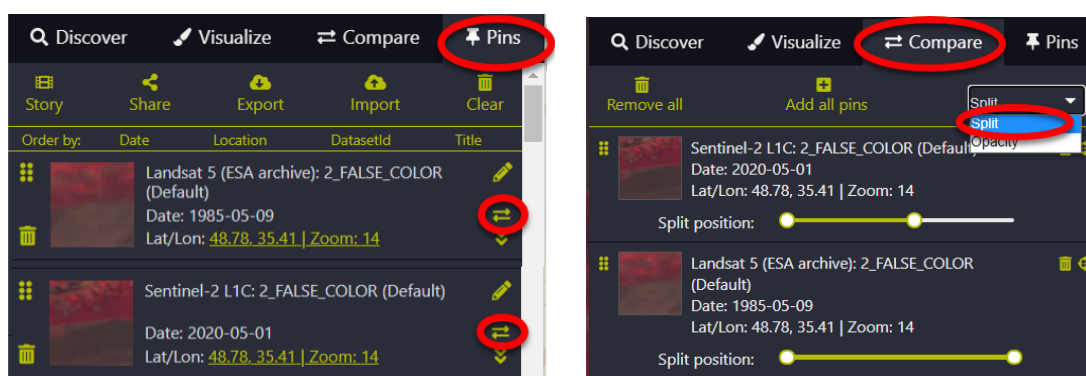 Discover Visualize Compare Pins
Story Share Export Import Clear
Order by: Date Location DatasetId Title
Landsat 5 (ESA archive): 2_FALSE_COLOR
(Default)
Date: 1985-05-09
Lat/Lon: 48.78, 35.41 | Zoom: 14
Sentinel-2 L1C: 2_FALSE_COLOR (Default)
Date: 2020-05-01
Lat/Lon: 48.78, 35.41 | Zoom: 14
Discover Visualize Compare Pins
Remove all Add all pins Split
Split
Opacity
Sentinel-2 L1C: 2_FALSE_COLOR (Default)
Date: 2020-05-01
Lat/Lon: 48.78, 35.41 | Zoom: 14
Split position:
Landsat 5 (ESA archive): 2_FALSE_COLOR
(Default)
Date: 1985-05-09
Lat/Lon: 48.78, 35.41 | Zoom: 14
Split position: